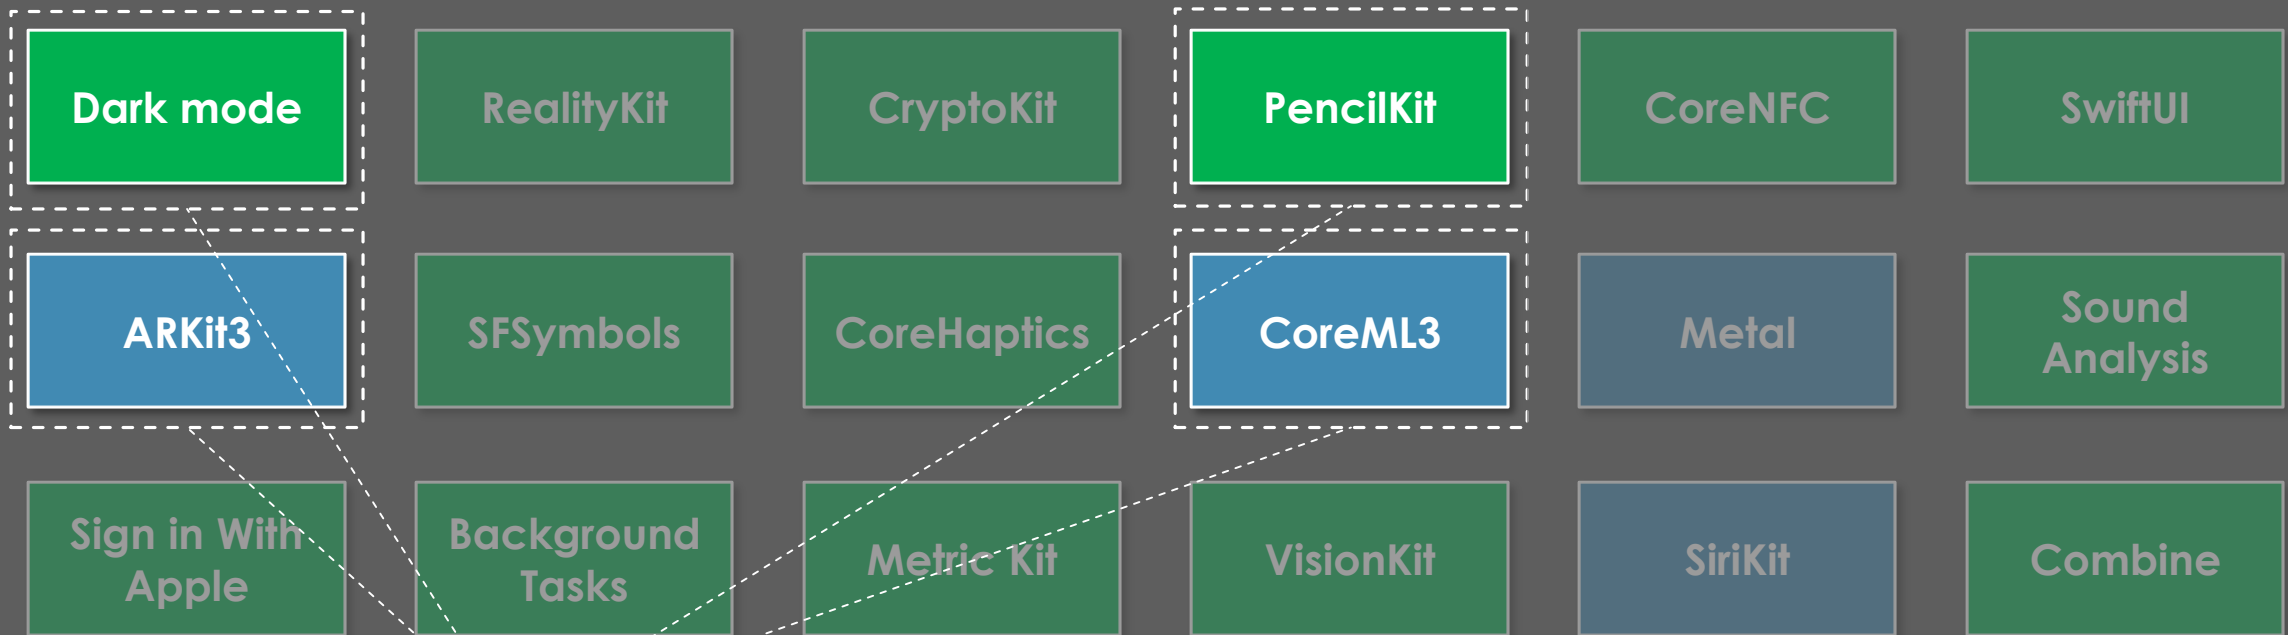 Dark mode
RealityKit
CryptoKit
PencilKit
CoreNFC
SwiftUI
ARKit3
SFSymbols
CoreHaptics
CoreML3
Metal
Sound
Analysis
Sign in With
Apple
Background
Tasks
Metric Kit
VisionKit
SiriKit
Combine